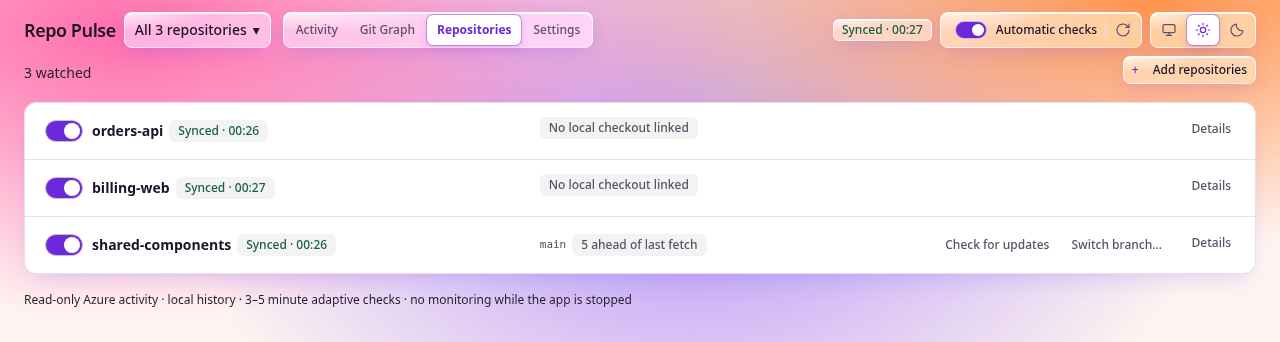 Repo Pulse All 3 repositories ▾ Activity Git Graph Repositories Settings Synced · 00:27 Automatic checks
3 watched + Add repositories
orders-api Synced · 00:26 No local checkout linked Details
billing-web Synced · 00:27 No local checkout linked Details
shared-components Synced · 00:26 main 5 ahead of last fetch Check for updates Switch branch... Details
Read-only Azure activity · local history · 3–5 minute adaptive checks · no monitoring while the app is stopped